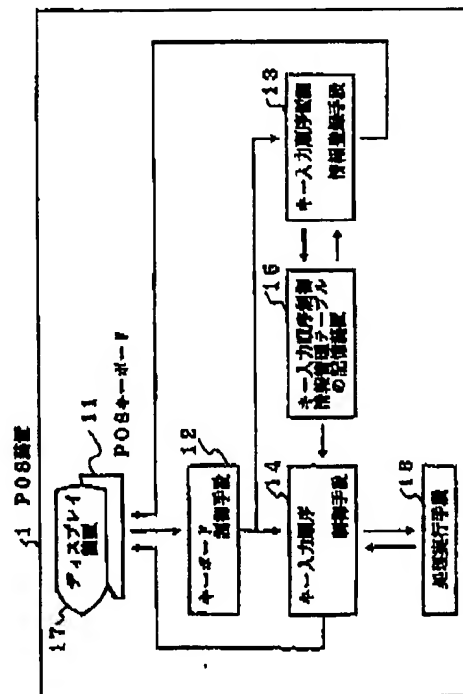 1 POS装置
17
ディスプレイ
装置
11
POSキーボード
12
キーボード
制御手段
14
キー入力順序
制御手段
16
キー入力順序制御
情報管理テーブル
の記憶装置
13
キー入力順序制御
情報登録手段
18
処理実行手段